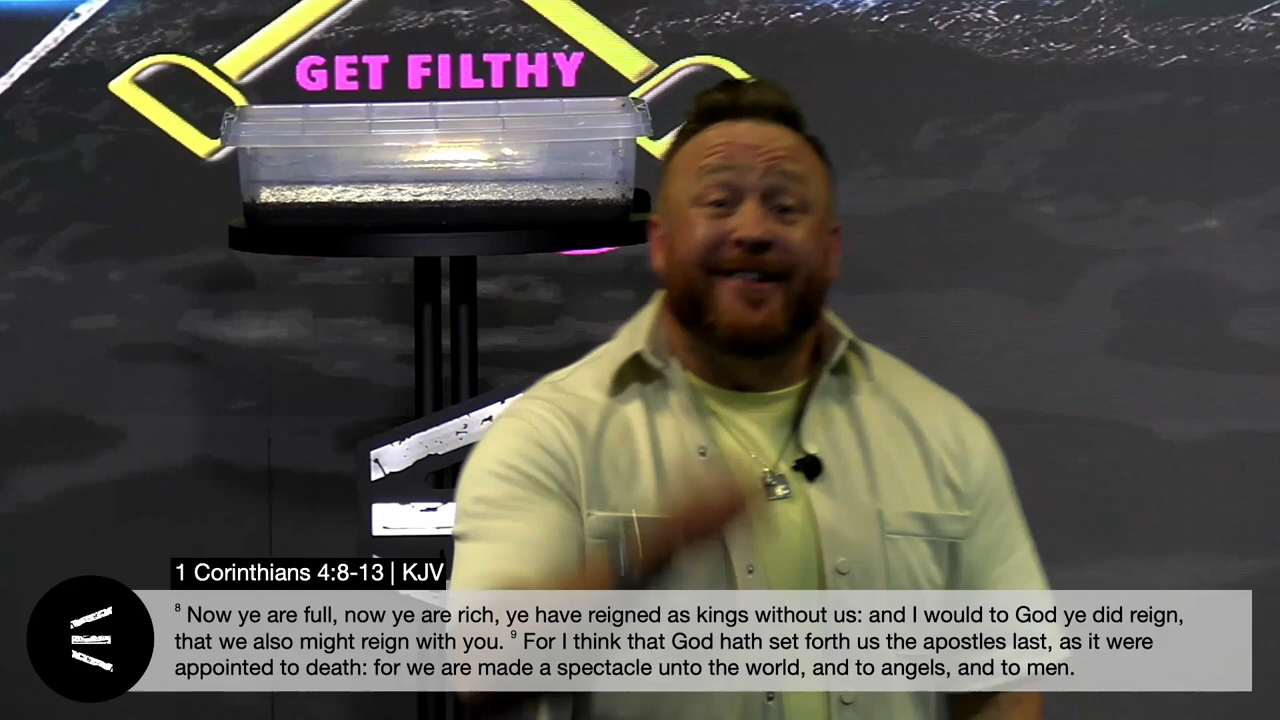 GET FILTHY
1 Corinthians 4:8-13 | KJV
⁸ Now ye are full, now ye are rich, ye have reigned as kings without us: and I would to God ye did reign,
that we also might reign with you. ⁹ For I think that God hath set forth us the apostles last, as it were
appointed to death: for we are made a spectacle unto the world, and to angels, and to men.